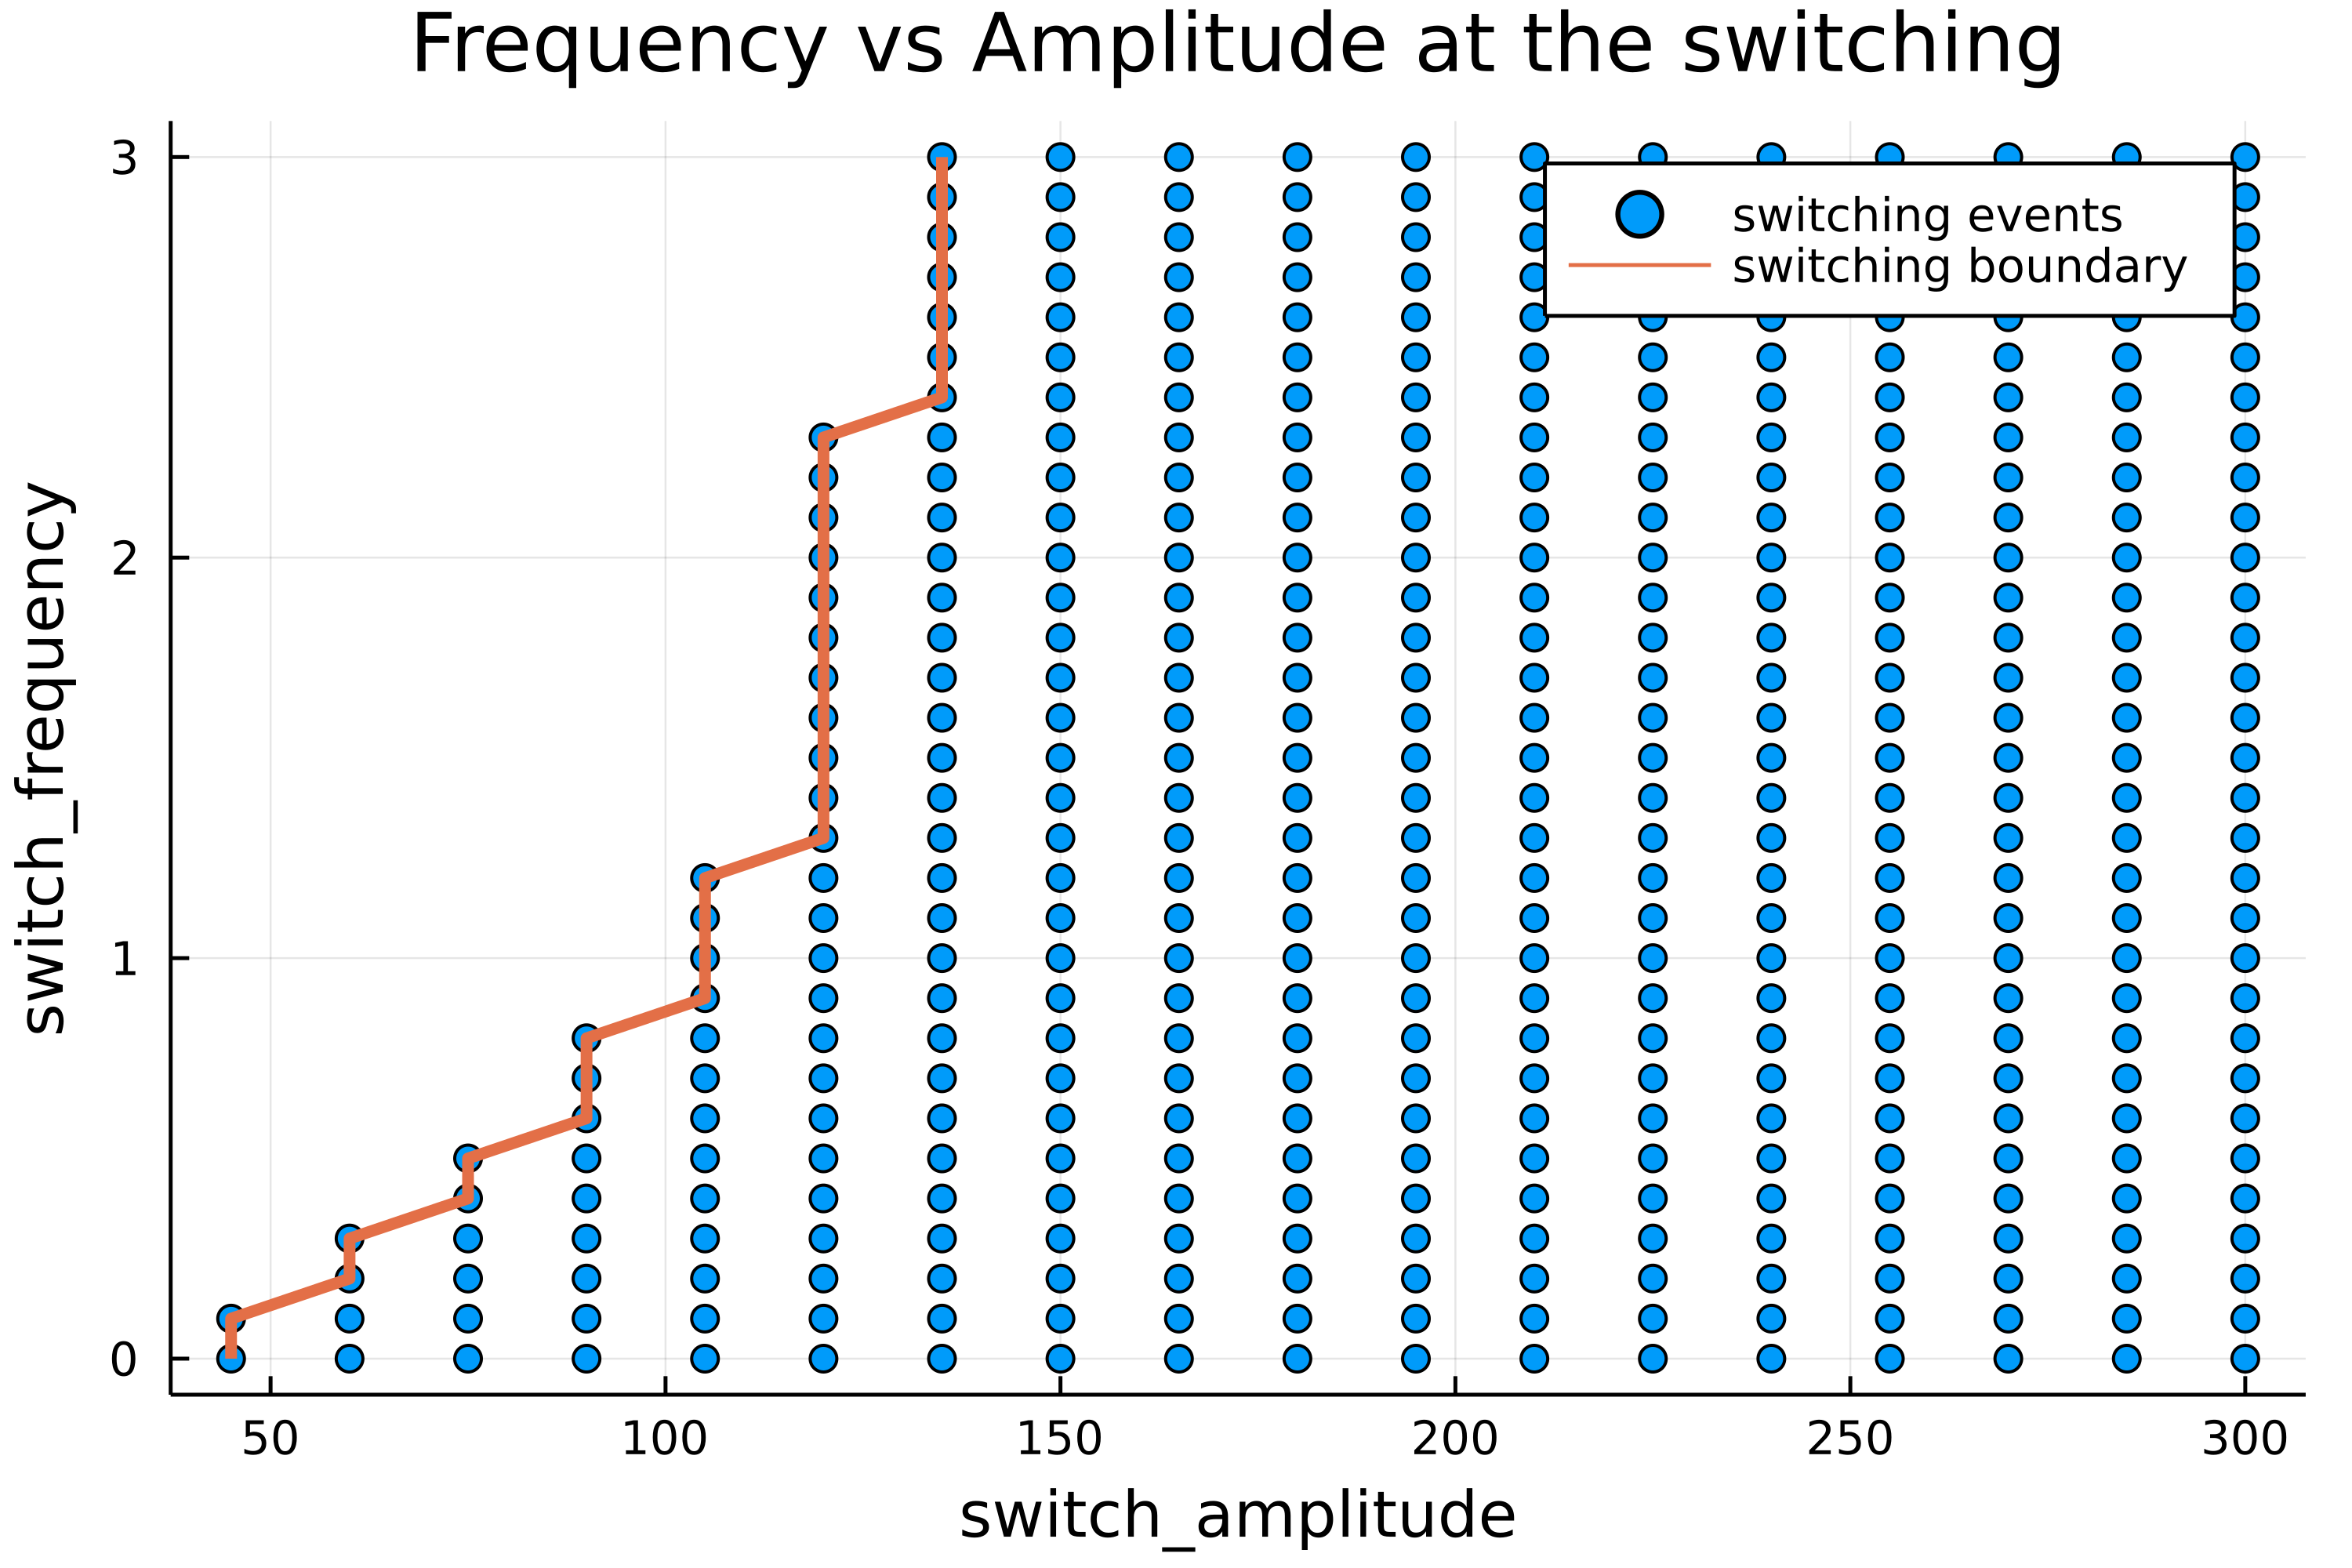 Frequency vs Amplitude at the switching
switching events
switching boundary
switch_frequency
3
2
1
0
50 100 150 200 250 300
switch_amplitude